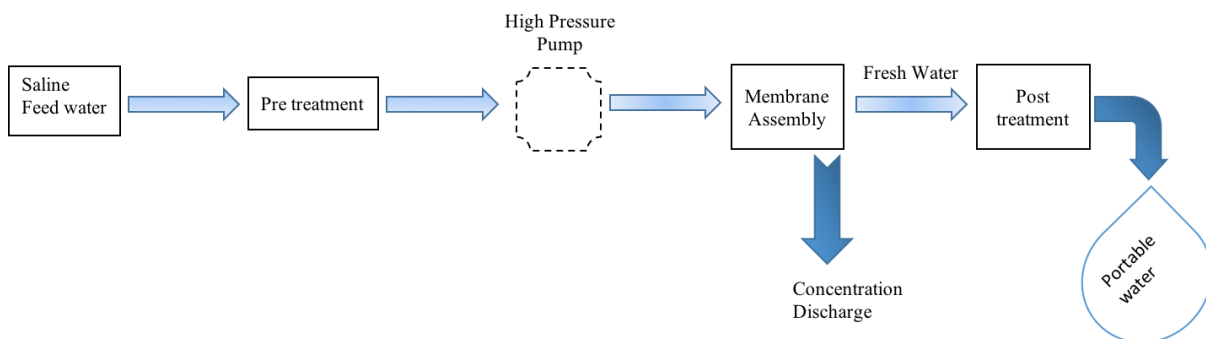 High Pressure
Pump
Saline
Feed water
Pre treatment
Membrane
Assembly
Fresh Water
Post
treatment
Concentration
Discharge
Portable
water